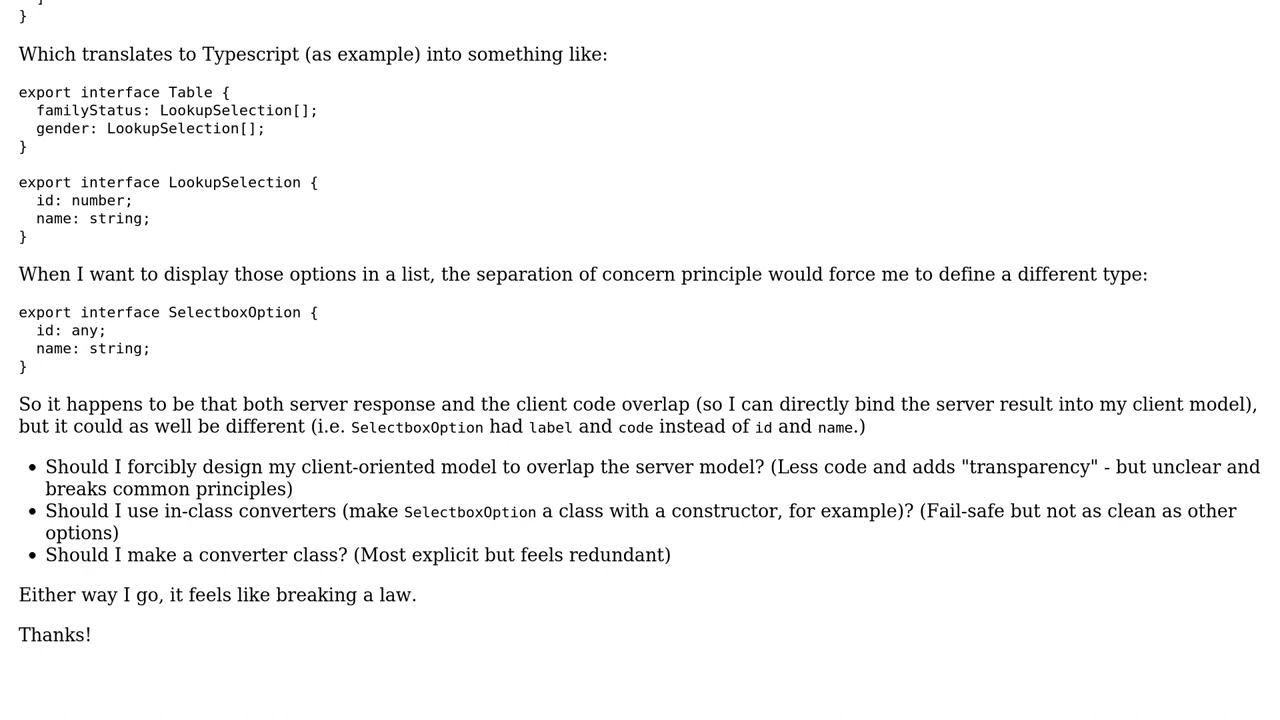 }
Which translates to Typescript (as example) into something like:
export interface Table {
  familyStatus: LookupSelection[];
  gender: LookupSelection[];
}
export interface LookupSelection {
  id: number;
  name: string;
}
When I want to display those options in a list, the separation of concern principle would force me to define a different type:
export interface SelectboxOption {
  id: any;
  name: string;
}
So it happens to be that both server response and the client code overlap (so I can directly bind the server result into my client model),
but it could as well be different (i.e. SelectboxOption had label and code instead of id and name.)
• Should I forcibly design my client-oriented model to overlap the server model? (Less code and adds "transparency" - but unclear and
breaks common principles)
• Should I use in-class converters (make SelectboxOption a class with a constructor, for example)? (Fail-safe but not as clean as other
options)
• Should I make a converter class? (Most explicit but feels redundant)
Either way I go, it feels like breaking a law.
Thanks!